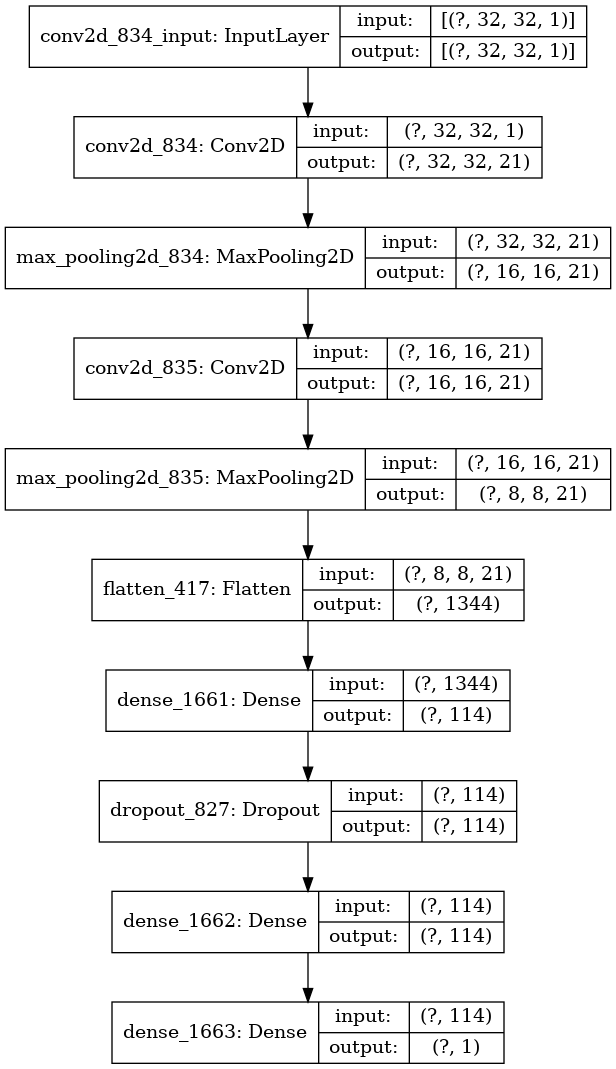 conv2d_834_input: InputLayer
input:
[(?, 32, 32, 1)]
output:
[(?, 32, 32, 1)]
conv2d_834: Conv2D
input:
(?, 32, 32, 1)
output:
(?, 32, 32, 21)
max_pooling2d_834: MaxPooling2D
input:
(?, 32, 32, 21)
output:
(?, 16, 16, 21)
conv2d_835: Conv2D
input:
(?, 16, 16, 21)
output:
(?, 16, 16, 21)
max_pooling2d_835: MaxPooling2D
input:
(?, 16, 16, 21)
output:
(?, 8, 8, 21)
flatten_417: Flatten
input:
(?, 8, 8, 21)
output:
(?, 1344)
dense_1661: Dense
input:
(?, 1344)
output:
(?, 114)
dropout_827: Dropout
input:
(?, 114)
output:
(?, 114)
dense_1662: Dense
input:
(?, 114)
output:
(?, 114)
dense_1663: Dense
input:
(?, 114)
output:
(?, 1)